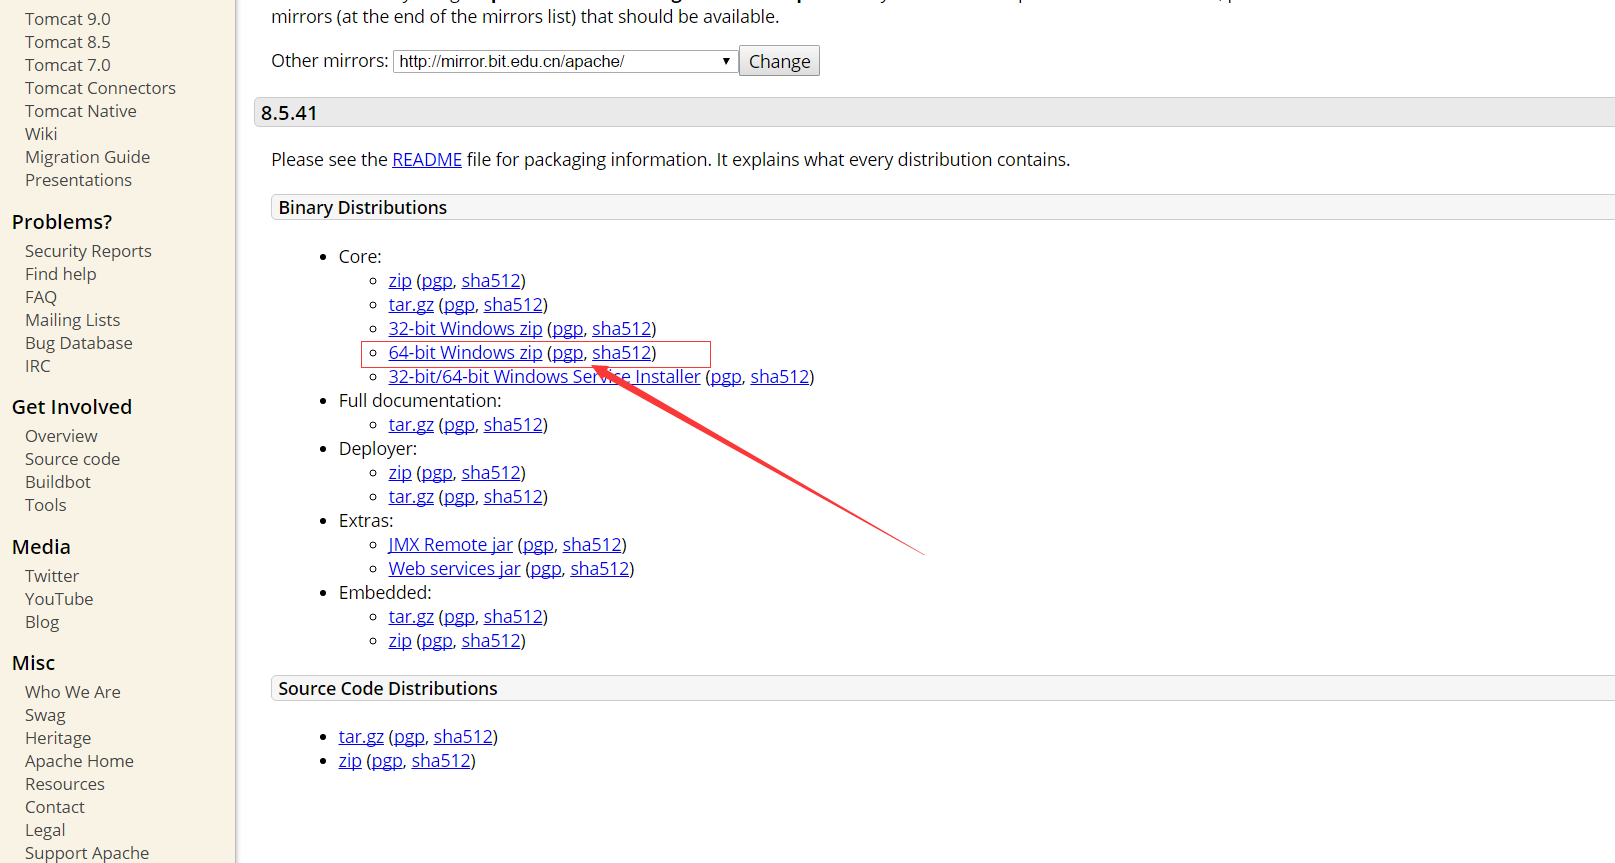 Tomcat 9.0
Tomcat 8.5
Tomcat 7.0
Tomcat Connectors
Tomcat Native
Wiki
Migration Guide
Presentations
Problems?
Security Reports
Find help
FAQ
Mailing Lists
Bug Database
IRC
Get Involved
Overview
Source code
Buildbot
Tools
Media
Twitter
YouTube
Blog
Misc
Who We Are
Swag
Heritage
Apache Home
Resources
Contact
Legal
Support Apache
mirrors (at the end of the mirrors list) that should be available.
Other mirrors: http://mirror.bit.edu.cn/apache/ Change
8.5.41
Please see the README file for packaging information. It explains what every distribution contains.
Binary Distributions
Core:
zip (pgp, sha512)
tar.gz (pgp, sha512)
32-bit Windows zip (pgp, sha512)
64-bit Windows zip (pgp, sha512)
32-bit/64-bit Windows Service Installer (pgp, sha512)
Full documentation:
tar.gz (pgp, sha512)
Deployer:
zip (pgp, sha512)
tar.gz (pgp, sha512)
Extras:
JMX Remote jar (pgp, sha512)
Web services jar (pgp, sha512)
Embedded:
tar.gz (pgp, sha512)
zip (pgp, sha512)
Source Code Distributions
tar.gz (pgp, sha512)
zip (pgp, sha512)